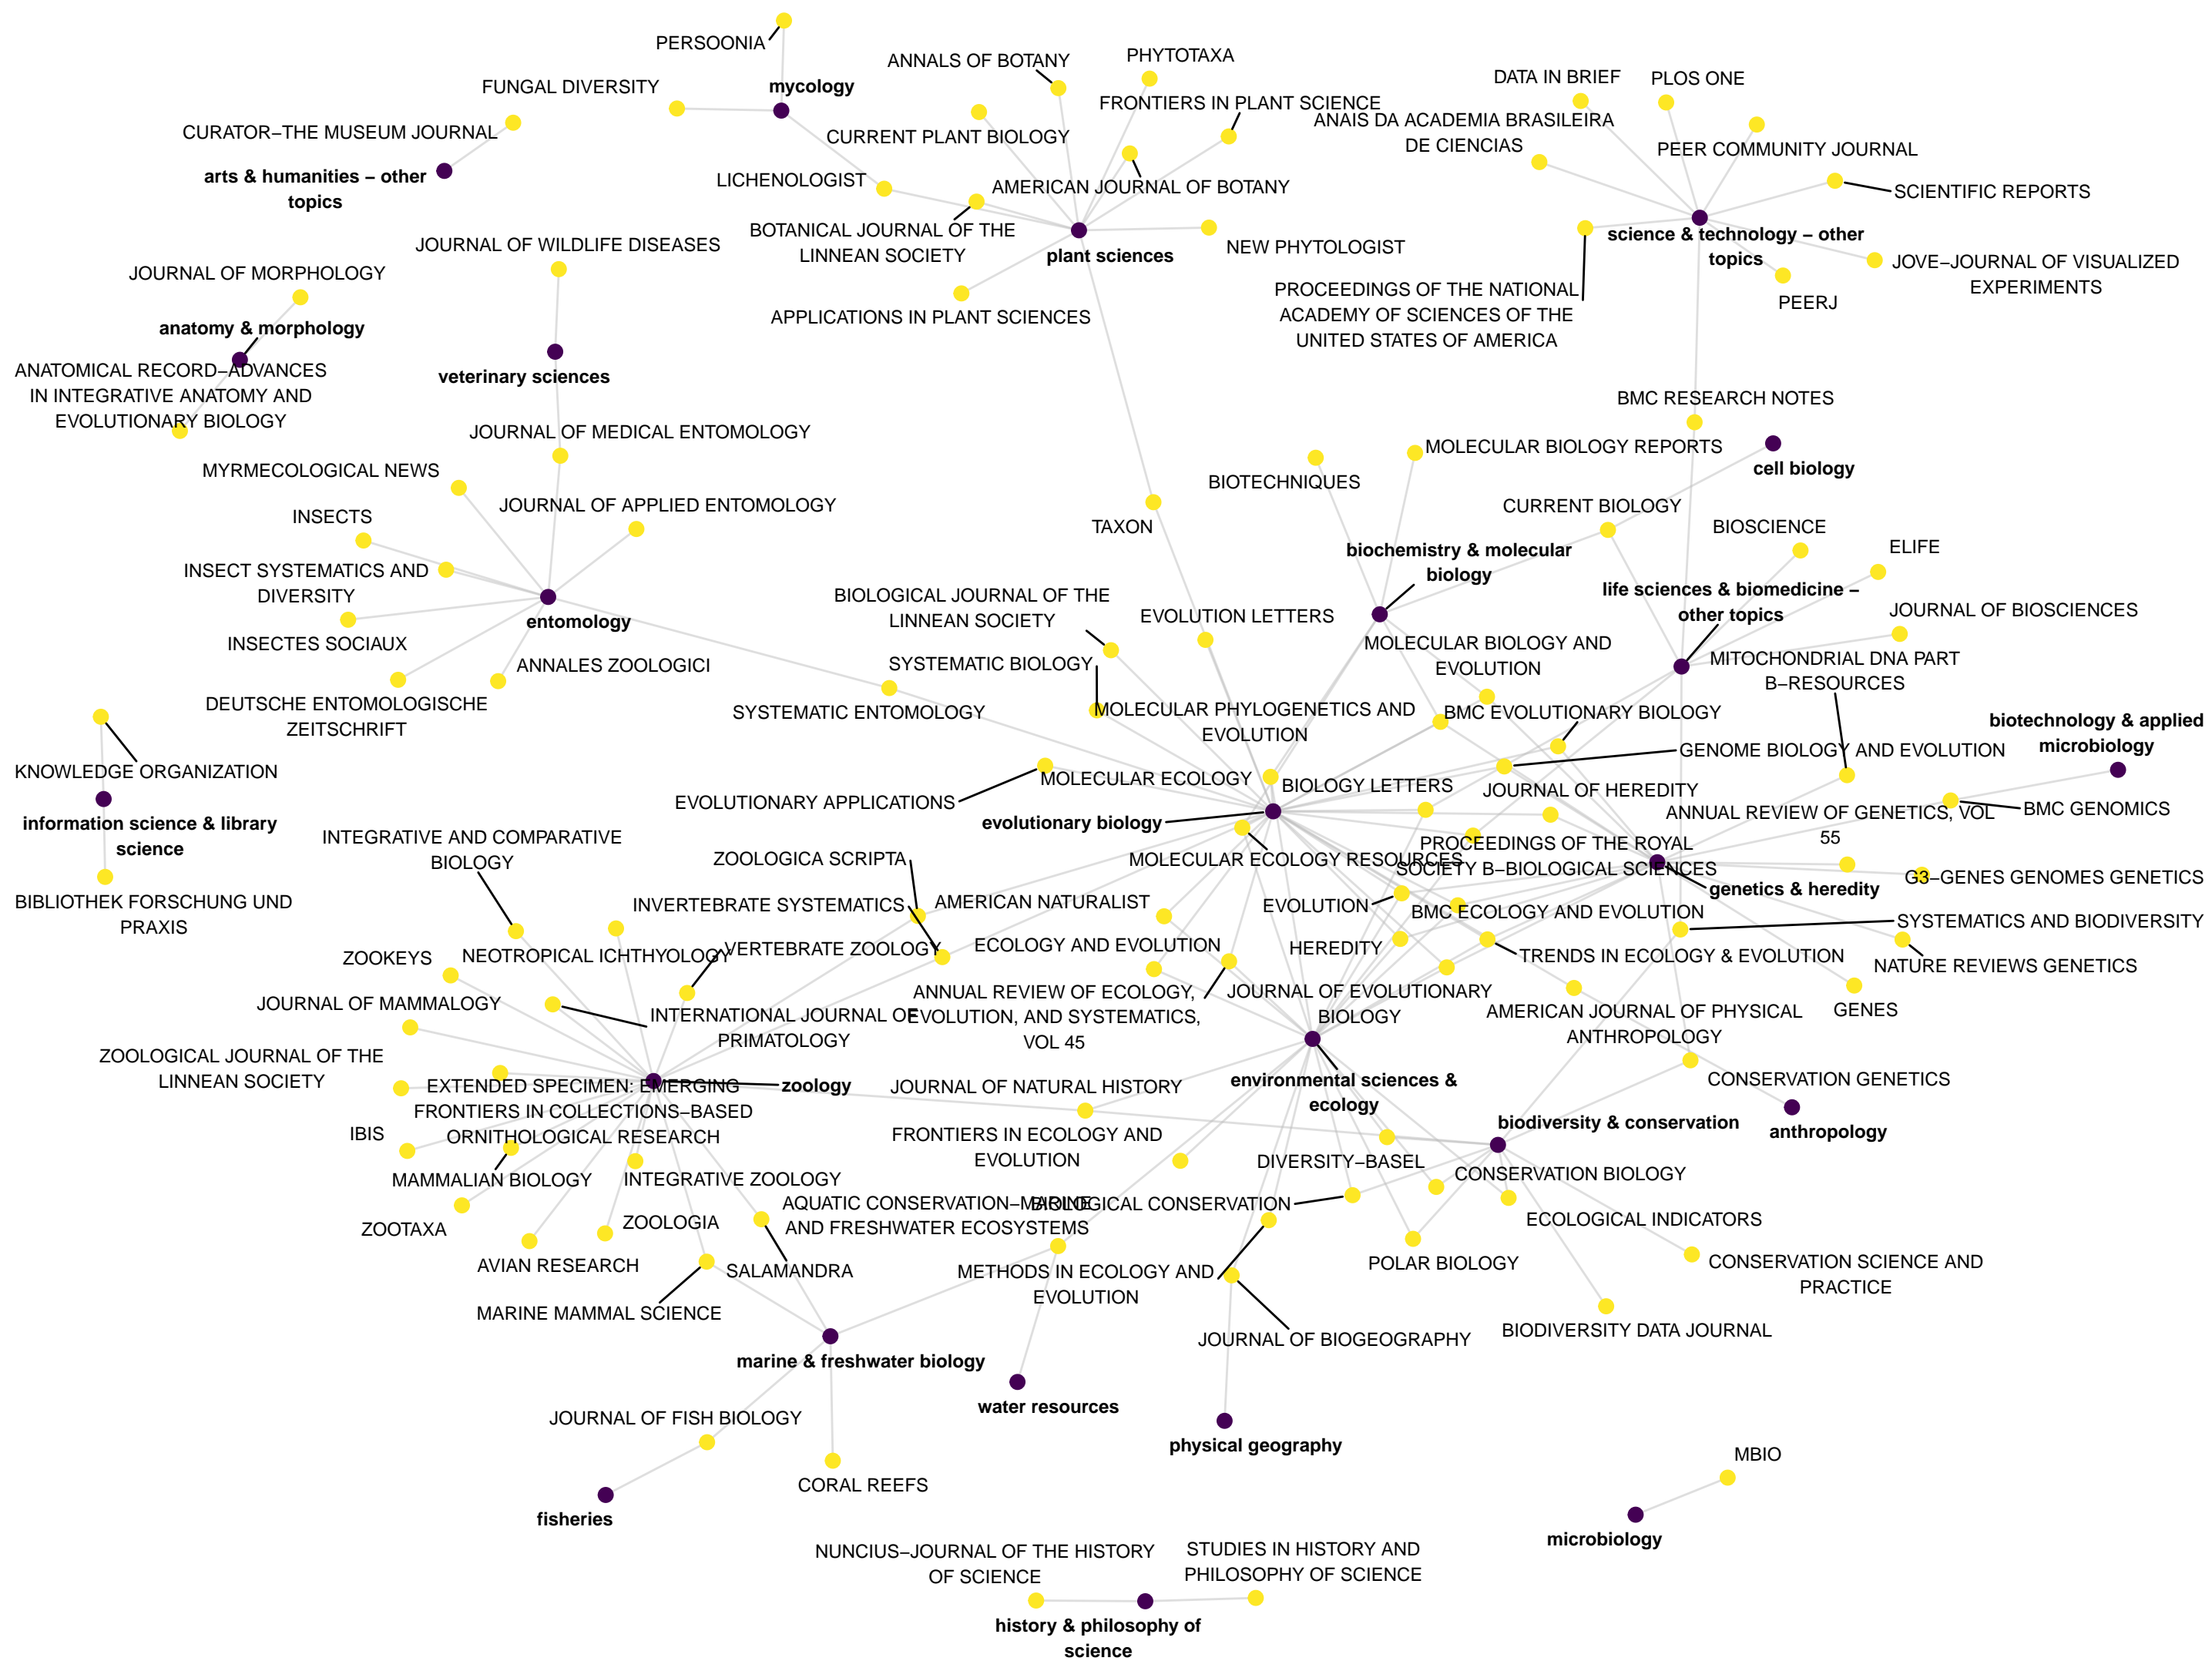 PERSOONIA
FUNGAL DIVERSITY
mycology
CURATOR–THE MUSEUM JOURNAL
arts & humanities – other
topics
ANNALS OF BOTANY
PHYTOTAXA
FRONTIERS IN PLANT SCIENCE
CURRENT PLANT BIOLOGY
LICHENOLOGIST
AMERICAN JOURNAL OF BOTANY
BOTANICAL JOURNAL OF THE
LINNEAN SOCIETY
plant sciences
NEW PHYTOLOGIST
APPLICATIONS IN PLANT SCIENCES
DATA IN BRIEF
PLOS ONE
ANAIS DA ACADEMIA BRASILEIRA
DE CIENCIAS
PEER COMMUNITY JOURNAL
SCIENTIFIC REPORTS
science & technology – other
topics
JOVE–JOURNAL OF VISUALIZED
EXPERIMENTS
PEERJ
PROCEEDINGS OF THE NATIONAL
ACADEMY OF SCIENCES OF THE
UNITED STATES OF AMERICA
JOURNAL OF WILDLIFE DISEASES
veterinary sciences
JOURNAL OF MORPHOLOGY
anatomy & morphology
ANATOMICAL RECORD–ADVANCES
IN INTEGRATIVE ANATOMY AND
EVOLUTIONARY BIOLOGY
JOURNAL OF MEDICAL ENTOMOLOGY
MYRMECOLOGICAL NEWS
JOURNAL OF APPLIED ENTOMOLOGY
INSECTS
INSECT SYSTEMATICS AND
DIVERSITY
entomology
INSECTES SOCIAUX
ANNALES ZOOLOGICI
DEUTSCHE ENTOMOLOGISCHE
ZEITSCHRIFT
BMC RESEARCH NOTES
MOLECULAR BIOLOGY REPORTS
cell biology
BIOTECHNIQUES
CURRENT BIOLOGY
TAXON
BIOSCIENCE
ELIFE
biochemistry & molecular
biology
life sciences & biomedicine –
other topics
JOURNAL OF BIOSCIENCES
BIOLOGICAL JOURNAL OF THE
LINNEAN SOCIETY
EVOLUTION LETTERS
MOLECULAR BIOLOGY AND
EVOLUTION
MITOCHONDRIAL DNA PART
B–RESOURCES
SYSTEMATIC BIOLOGY
SYSTEMATIC ENTOMOLOGY
MOLECULAR PHYLOGENETICS AND
EVOLUTION
BMC EVOLUTIONARY BIOLOGY
biotechnology & applied
microbiology
GENOME BIOLOGY AND EVOLUTION
KNOWLEDGE ORGANIZATION
information science & library
science
BIBLIOTHEK FORSCHUNG UND
PRAXIS
MOLECULAR ECOLOGY
BIOLOGY LETTERS
JOURNAL OF HEREDITY
EVOLUTIONARY APPLICATIONS
evolutionary biology
ANNUAL REVIEW OF GENETICS, VOL
55
BMC GENOMICS
MOLECULAR ECOLOGY RESOURCES
PROCEEDINGS OF THE ROYAL
SOCIETY B–BIOLOGICAL SCIENCES
genetics & heredity
G3–GENES GENOMES GENETICS
INTEGRATIVE AND COMPARATIVE
BIOLOGY
ZOOLOGICA SCRIPTA
INVERTEBRATE SYSTEMATICS
AMERICAN NATURALIST
EVOLUTION
BMC ECOLOGY AND EVOLUTION
SYSTEMATICS AND BIODIVERSITY
ZOOKEYS
NEOTROPICAL ICHTHYOLOGY
VERTEBRATE ZOOLOGY
ECOLOGY AND EVOLUTION
HEREDITY
TRENDS IN ECOLOGY & EVOLUTION
NATURE REVIEWS GENETICS
JOURNAL OF MAMMALOGY
INTERNATIONAL JOURNAL OF
PRIMATOLOGY
ANNUAL REVIEW OF ECOLOGY,
EVOLUTION, AND SYSTEMATICS,
VOL 45
JOURNAL OF EVOLUTIONARY
BIOLOGY
AMERICAN JOURNAL OF PHYSICAL
ANTHROPOLOGY
GENES
ZOOLOGICAL JOURNAL OF THE
LINNEAN SOCIETY
EXTENDED SPECIMEN: EMERGING
FRONTIERS IN COLLECTIONS–BASED
ORNITHOLOGICAL RESEARCH
zoology
JOURNAL OF NATURAL HISTORY
environmental sciences &
ecology
CONSERVATION GENETICS
biodiversity & conservation
anthropology
IBIS
MAMMALIAN BIOLOGY
INTEGRATIVE ZOOLOGY
FRONTIERS IN ECOLOGY AND
EVOLUTION
DIVERSITY–BASEL
CONSERVATION BIOLOGY
AQUATIC CONSERVATION–MARINE
AND FRESHWATER ECOSYSTEMS
BIOLOGICAL CONSERVATION
ZOOTAXA
ZOOLOGIA
AVIAN RESEARCH
SALAMANDRA
MARINE MAMMAL SCIENCE
METHODS IN ECOLOGY AND
EVOLUTION
POLAR BIOLOGY
ECOLOGICAL INDICATORS
CONSERVATION SCIENCE AND
PRACTICE
JOURNAL OF BIOGEOGRAPHY
BIODIVERSITY DATA JOURNAL
marine & freshwater biology
water resources
physical geography
JOURNAL OF FISH BIOLOGY
CORAL REEFS
fisheries
MBIO
microbiology
NUNCIUS–JOURNAL OF THE HISTORY
OF SCIENCE
STUDIES IN HISTORY AND
PHILOSOPHY OF SCIENCE
history & philosophy of
science